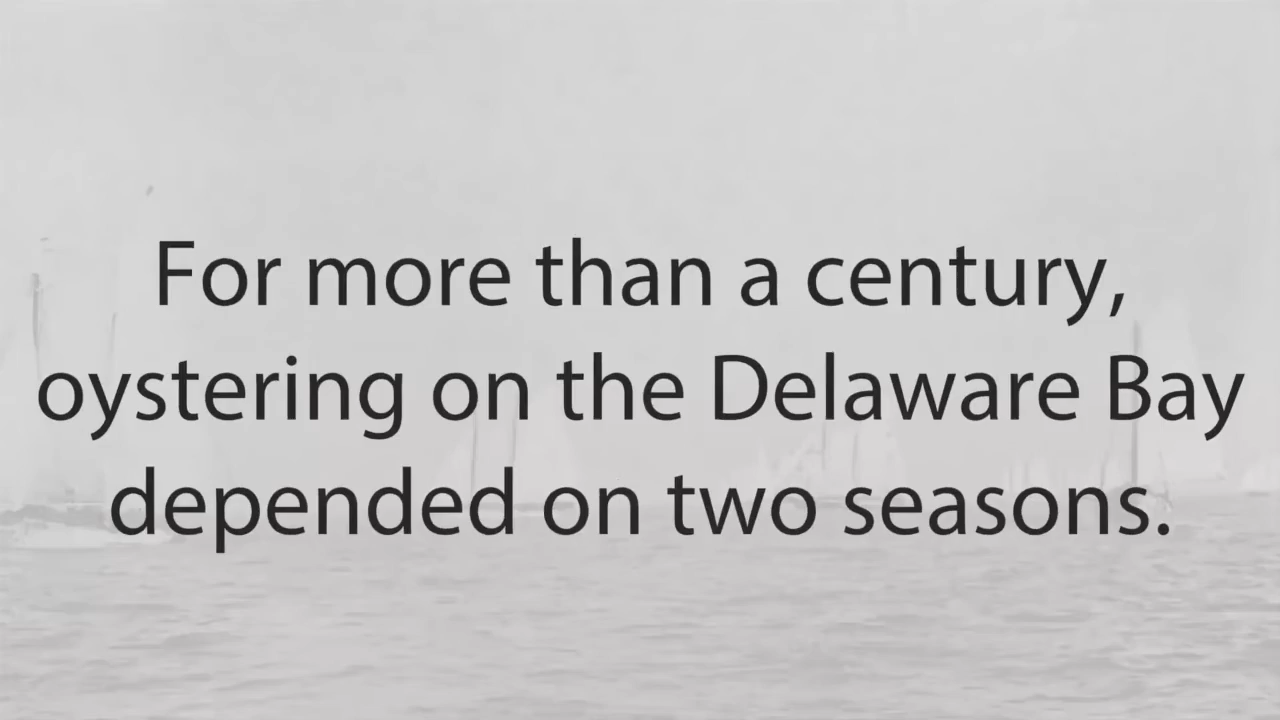 For more than a century,
oystering on the Delaware Bay
depended on two seasons.